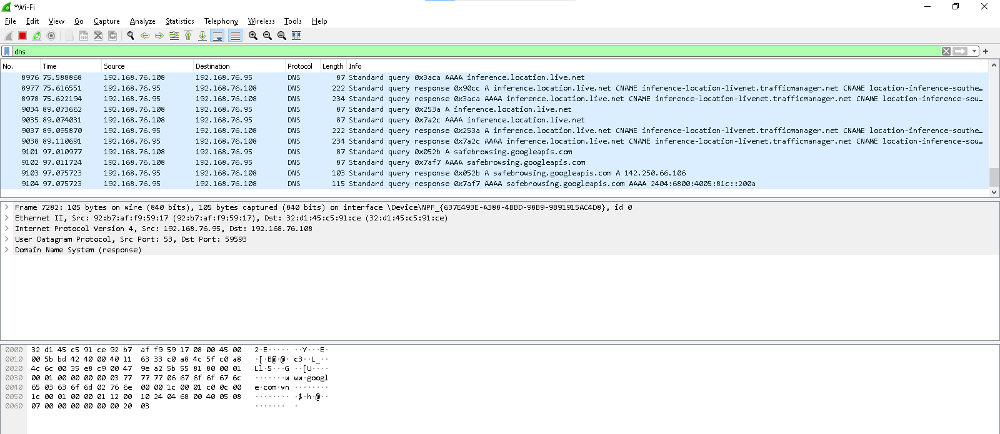 *Wi-Fi
File Edit View Go Capture Analyze Statistics Telephony Wireless Tools Help
dns
No. Time Source Destination Protocol Length Info
8976 75.588868 192.168.76.108 192.168.76.95 DNS 87 Standard query 0x3aca AAAA inference.location.live.net
8977 75.616551 192.168.76.95 192.168.76.108 DNS 222 Standard query response 0x90cc A inference.location.live.net CNAME inference-location-livenet.trafficmanager.net CNAME location-inference-southe…
8978 75.622194 192.168.76.95 192.168.76.108 DNS 234 Standard query response 0x3aca AAAA inference.location.live.net CNAME inference-location-livenet.trafficmanager.net CNAME location-inference-sou…
9034 89.073662 192.168.76.108 192.168.76.95 DNS 87 Standard query 0x253a A inference.location.live.net
9035 89.074031 192.168.76.108 192.168.76.95 DNS 87 Standard query 0x7a2c AAAA inference.location.live.net
9037 89.095870 192.168.76.95 192.168.76.108 DNS 222 Standard query response 0x253a A inference.location.live.net CNAME inference-location-livenet.trafficmanager.net CNAME location-inference-southe…
9038 89.110691 192.168.76.95 192.168.76.108 DNS 234 Standard query response 0x7a2c AAAA inference.location.live.net CNAME inference-location-livenet.trafficmanager.net CNAME location-inference-sou…
9101 97.010977 192.168.76.108 192.168.76.95 DNS 87 Standard query 0x052b A safebrowsing.googleapis.com
9102 97.011724 192.168.76.108 192.168.76.95 DNS 87 Standard query 0x7af7 AAAA safebrowsing.googleapis.com
9103 97.075723 192.168.76.95 192.168.76.108 DNS 103 Standard query response 0x052b A safebrowsing.googleapis.com A 142.250.66.106
9104 97.075723 192.168.76.95 192.168.76.108 DNS 115 Standard query response 0x7af7 AAAA safebrowsing.googleapis.com AAAA 2404:6800:4005:81c::200a
Frame 7282: 105 bytes on wire (840 bits), 105 bytes captured (840 bits) on interface \Device\NPF_{637E493E-A388-4BBD-98B9-9B91915AC4D8}, id 0
Ethernet II, Src: 92:b7:af:f9:59:17 (92:b7:af:f9:59:17), Dst: 32:d1:45:c5:91:ce (32:d1:45:c5:91:ce)
Internet Protocol Version 4, Src: 192.168.76.95, Dst: 192.168.76.108
User Datagram Protocol, Src Port: 53, Dst Port: 59593
Domain Name System (response)
0000 32 d1 45 c5 91 ce 92 b7 af f9 59 17 08 00 45 00 2·E····· ··Y···E·
0010 00 5b bd 42 40 00 40 11 63 33 c0 a8 4c 5f c0 a8 ·[·B@·@· c3··L_··
0020 4c 6c 00 35 e8 c9 00 47 9e a2 5b 55 81 80 00 01 Ll·5···G ··[U····
0030 00 01 00 00 00 00 03 77 77 77 06 67 6f 6f 67 6c ·······w ww·googl
0040 65 03 63 6f 6d 02 76 6e 00 00 1c 00 01 c0 0c 00 e·com·vn ········
0050 1c 00 01 00 00 01 12 00 10 24 04 68 00 40 05 08 ········ ·$·h·@··
0060 07 00 00 00 00 00 00 20 03 ······· ·